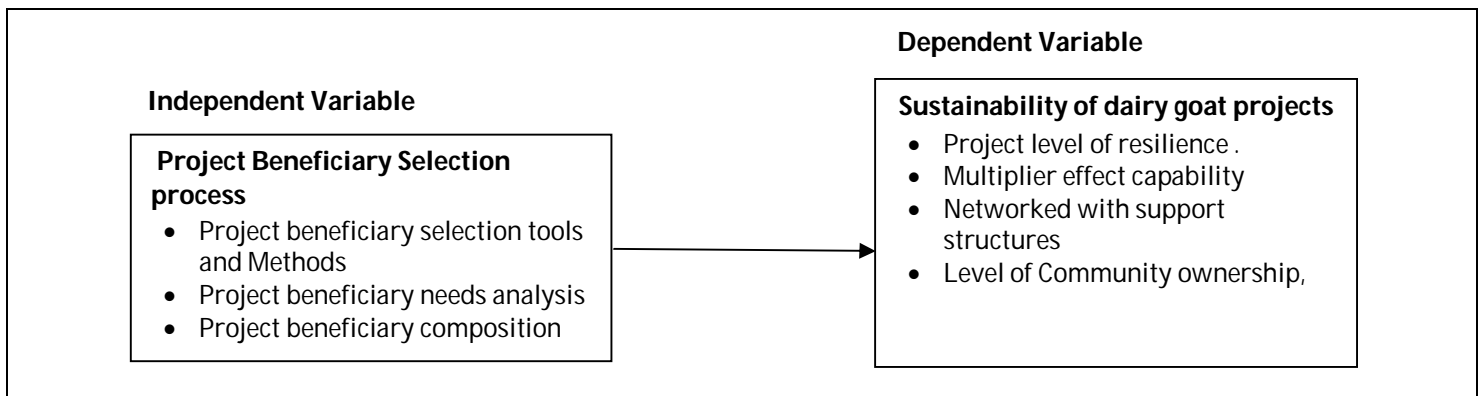 Independent Variable
Project Beneficiary Selection
process
• Project beneficiary selection tools
and Methods
• Project beneficiary needs analysis
• Project beneficiary composition
Dependent Variable
Sustainability of dairy goat projects
• Project level of resilience .
• Multiplier effect capability
• Networked with support
structures
• Level of Community ownership,